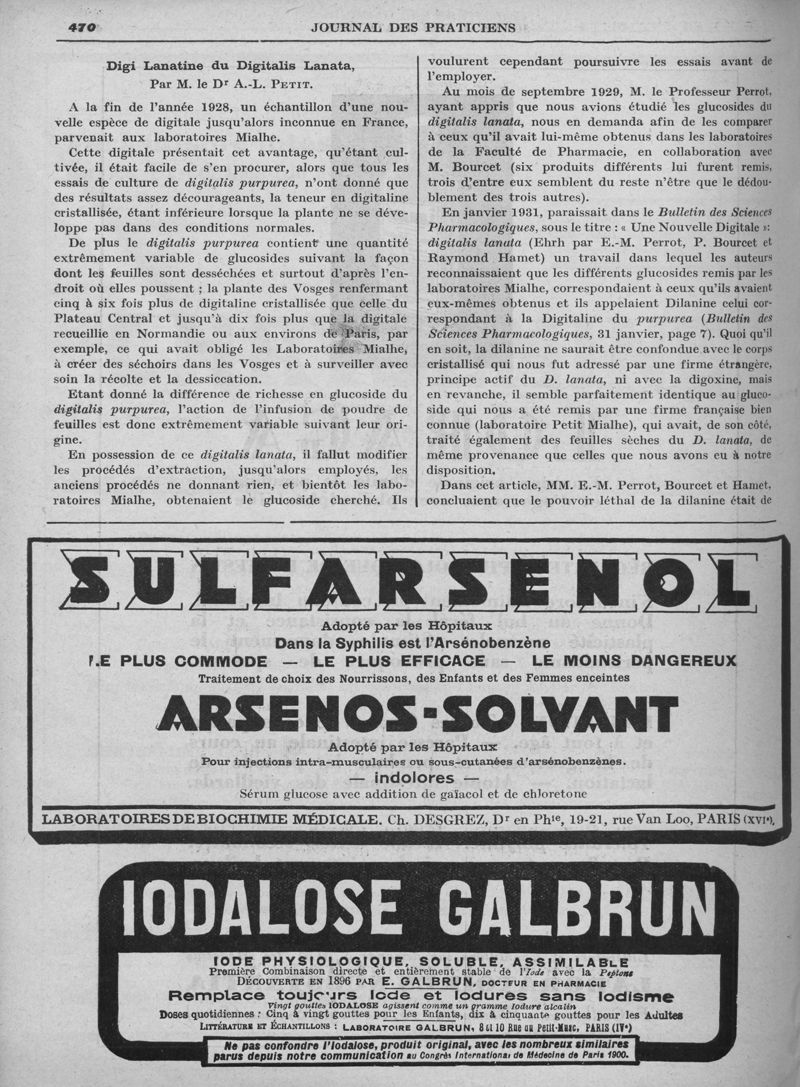 470
JOURNAL DES PRATICIENS
Digi Lanatine du Digitalis Lanata,
Par M. le Dr A.-L. PETIT.
A la fin de l'année 1928, un échantillon d'une nou-
velle espèce de digitale jusqu'alors inconnue en France,
parvenait aux laboratoires Mialhe.
Cette digitale présentait cet avantage, qu'étant cul-
tivée, il était facile de s'en procurer, alors que tous les
essais de culture de digitalis purpurea, n'ont donné que
des résultats assez décourageants, la teneur en digitaline
cristallisée, étant inférieure lorsque la plante ne se déve-
loppe pas dans des conditions normales.
De plus le digitalis purpurea contient une quantité
extrêmement variable de glucosides suivant la façon
dont les feuilles sont desséchées et surtout d'après l'en-
droit où elles poussent ; la plante des Vosges renfermant
cinq à six fois plus de digitaline cristallisée que celle du
Plateau Central et jusqu'à dix fois plus que la digitale
recueillie en Normandie ou aux environs de Paris, par
exemple, ce qui avait obligé les Laboratoires Mialhe,
à créer des séchoirs dans les Vosges et à surveiller avec
soin la récolte et la dessiccation.
Etant donné la différence de richesse en glucoside du
digitalis purpurea, l'action de l'infusion de poudre de
feuilles est donc extrêmement variable suivant leur ori-
gine.
En possession de ce digitalis lanata, il fallut modifier
les procédés d'extraction, jusqu'alors employés, les
anciens procédés ne donnant rien, et bientôt les labo-
ratoires Mialhe, obtenaient le glucoside cherché. Ils
voulurent cependant poursuivre les essais avant de
l'employer.
Au mois de septembre 1929, M. le Professeur Perrot,
ayant appris que nous avions étudié les glucosides du
digitalis lanata, nous en demanda afin de les comparer
à ceux qu'il avait lui-même obtenus dans les laboratoires
de la Faculté de Pharmacie, en collaboration avec
M. Bourcet (six produits différents lui furent remis,
trois d'entre eux semblent du reste n'être que le dédou-
blement des trois autres).
En janvier 1931, paraissait dans le Bulletin des Sciences
Pharmacologiques, sous le titre : « Une Nouvelle Digitale »:
digitalis lanata (Ehrh par E.-M. Perrot, P. Bourcet et
Raymond Hamet) un travail dans lequel les auteurs
reconnaissaient que les différents glucosides remis par les
laboratoires Mialhe, correspondaient à ceux qu'ils avaient
eux-mêmes obtenus et ils appelaient Dilanine celui cor-
respondant à la Digitaline du purpurea (Bulletin des
Sciences Pharmacologiques, 31 janvier, page 7). Quoi qu'il
en soit, la dilanine ne saurait être confondue avec le corps
cristallisé qui nous fut adressé par une firme étrangère,
principe actif du D. lanata, ni avec la digoxine, mais
en revanche, il semble parfaitement identique au gluco-
side qui nous a été remis par une firme française bien
connue (laboratoire Petit Mialhe), qui avait, de son côté,
traité également des feuilles sèches du D. lanata, de
même provenance que celles que nous avons eu à notre
disposition.
Dans cet article, MM. E.-M. Perrot, Bourcet et Hamet,
concluaient que le pouvoir léthal de la dilanine était de
SULFARSENOL
Adopté par les Hôpitaux
Dans la Syphilis est l'Arsénobenzène
LE PLUS COMMODE — LE PLUS EFFICACE — LE MOINS DANGEREUX
Traitement de choix des Nourrissons, des Enfants et des Femmes enceintes
ARSENOS-SOLVANT
Adopté par les Hôpitaux
Pour injections intra-musculaires ou sous-cutanées d'arsénobenzènes.
— indolores —
Sérum glucose avec addition de gaïacol et de chloretone
LABORATOIRES DE BIOCHIMIE MÉDICALE. Ch. DESGREZ, Dr en Phie, 19-21, rue Van Loo, PARIS (XVIe).
IODALOSE GALBRUN
IODE PHYSIOLOGIQUE, SOLUBLE, ASSIMILABLE
Première Combinaison directe et entièrement stable de l'Iode avec la Peptone
DÉCOUVERTE EN 1896 PAR E. GALBRUN, DOCTEUR EN PHARMACIE
Remplace toujours Iode et Iodures sans Iodisme
Vingt gouttes IODALOSE agissent comme un gramme Iodure alcalin
Doses quotidiennes : Cinq à vingt gouttes pour les Enfants, dix à cinquante gouttes pour les Adultes
LITTÉRATURE ET ÉCHANTILLONS : LABORATOIRE GALBRUN, 8 et 10 Rue du Petit-Musc, PARIS (IVe)
Ne pas confondre l'Iodalose, produit original, avec les nombreux similaires
parus depuis notre communication au Congrès International de Médecine de Paris 1900.